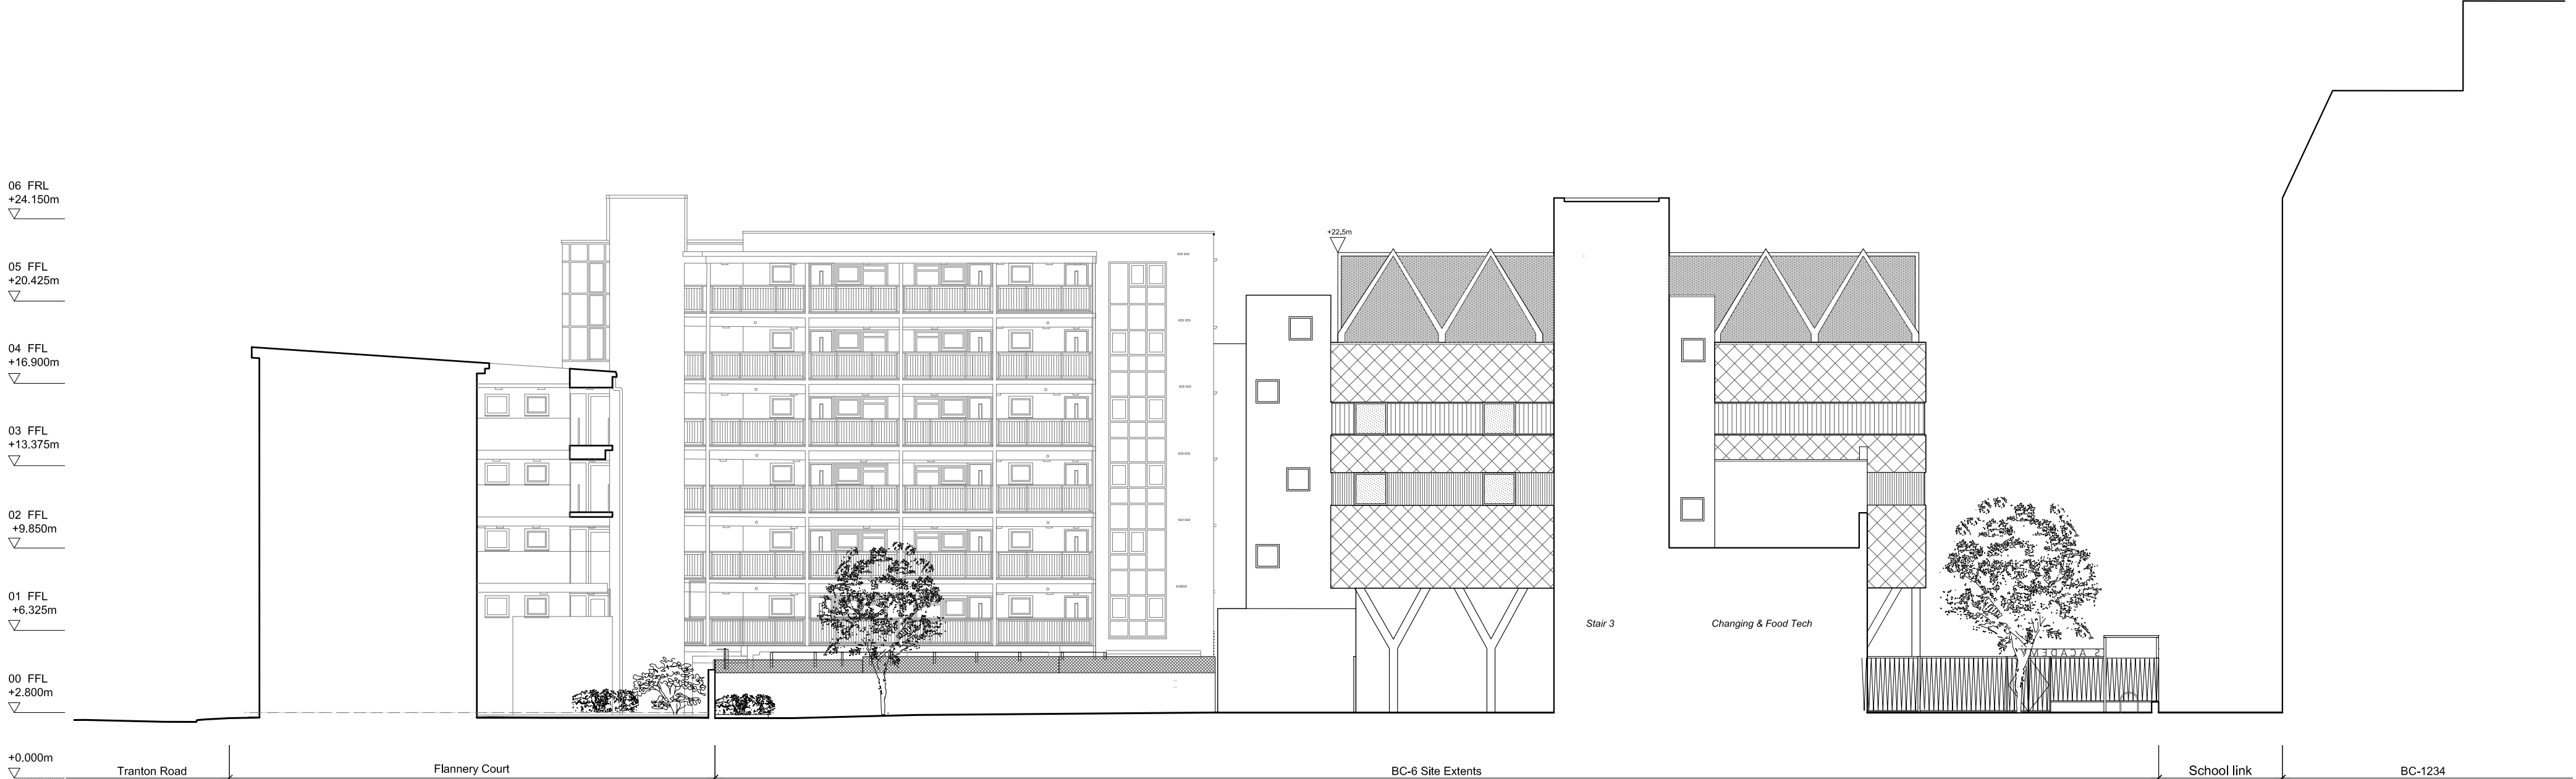 06 FRL
+24.150m
+22.5m
05 FFL
+20.425m
04 FFL
+16.900m
03 FFL
+13.375m
02 FFL
+9.850m
01 FFL
+6.325m
Stair 3
Changing & Food Tech
S ACADEMY
00 FFL
+2.800m
+0.000m
Tranton Road
Flannery Court
BC-6 Site Extents
School link
BC-1234